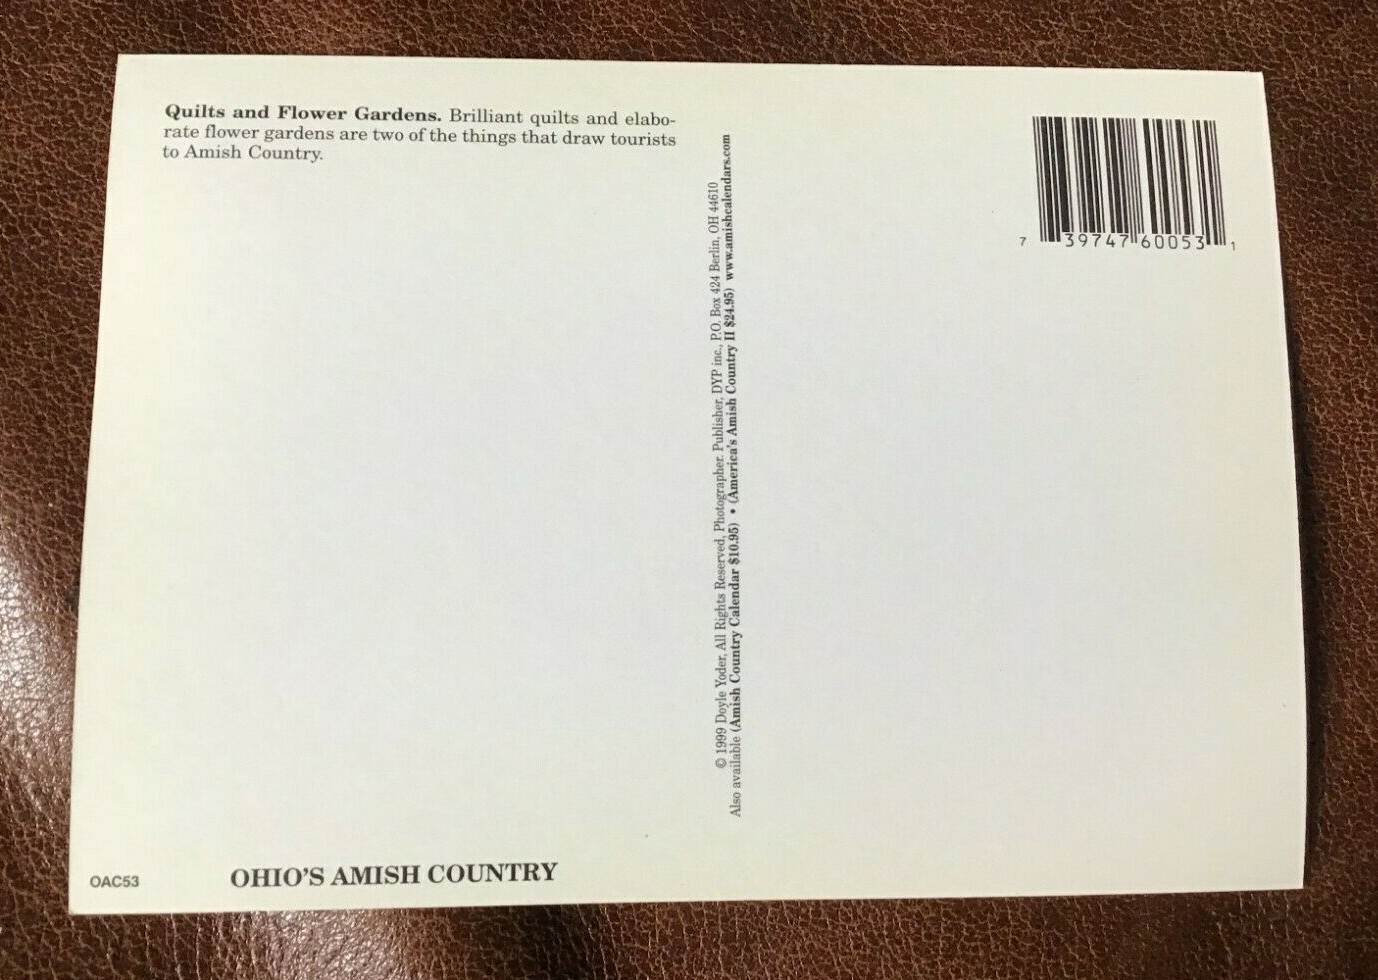 Quilts and Flower Gardens. Brilliant quilts and elabo-
rate flower gardens are two of the things that draw tourists
to Amish Country.
© 1999 Doyle Yoder, All Rights Reserved, Photographer. Publisher, DYP inc., P.O. Box 424 Berlin, OH 44610
Also available (Amish Country Calendar $10.95) • (America's Amish Country II $24.95) www.amishcalendars.com
7 39747 60053 1
OAC53
OHIO'S AMISH COUNTRY